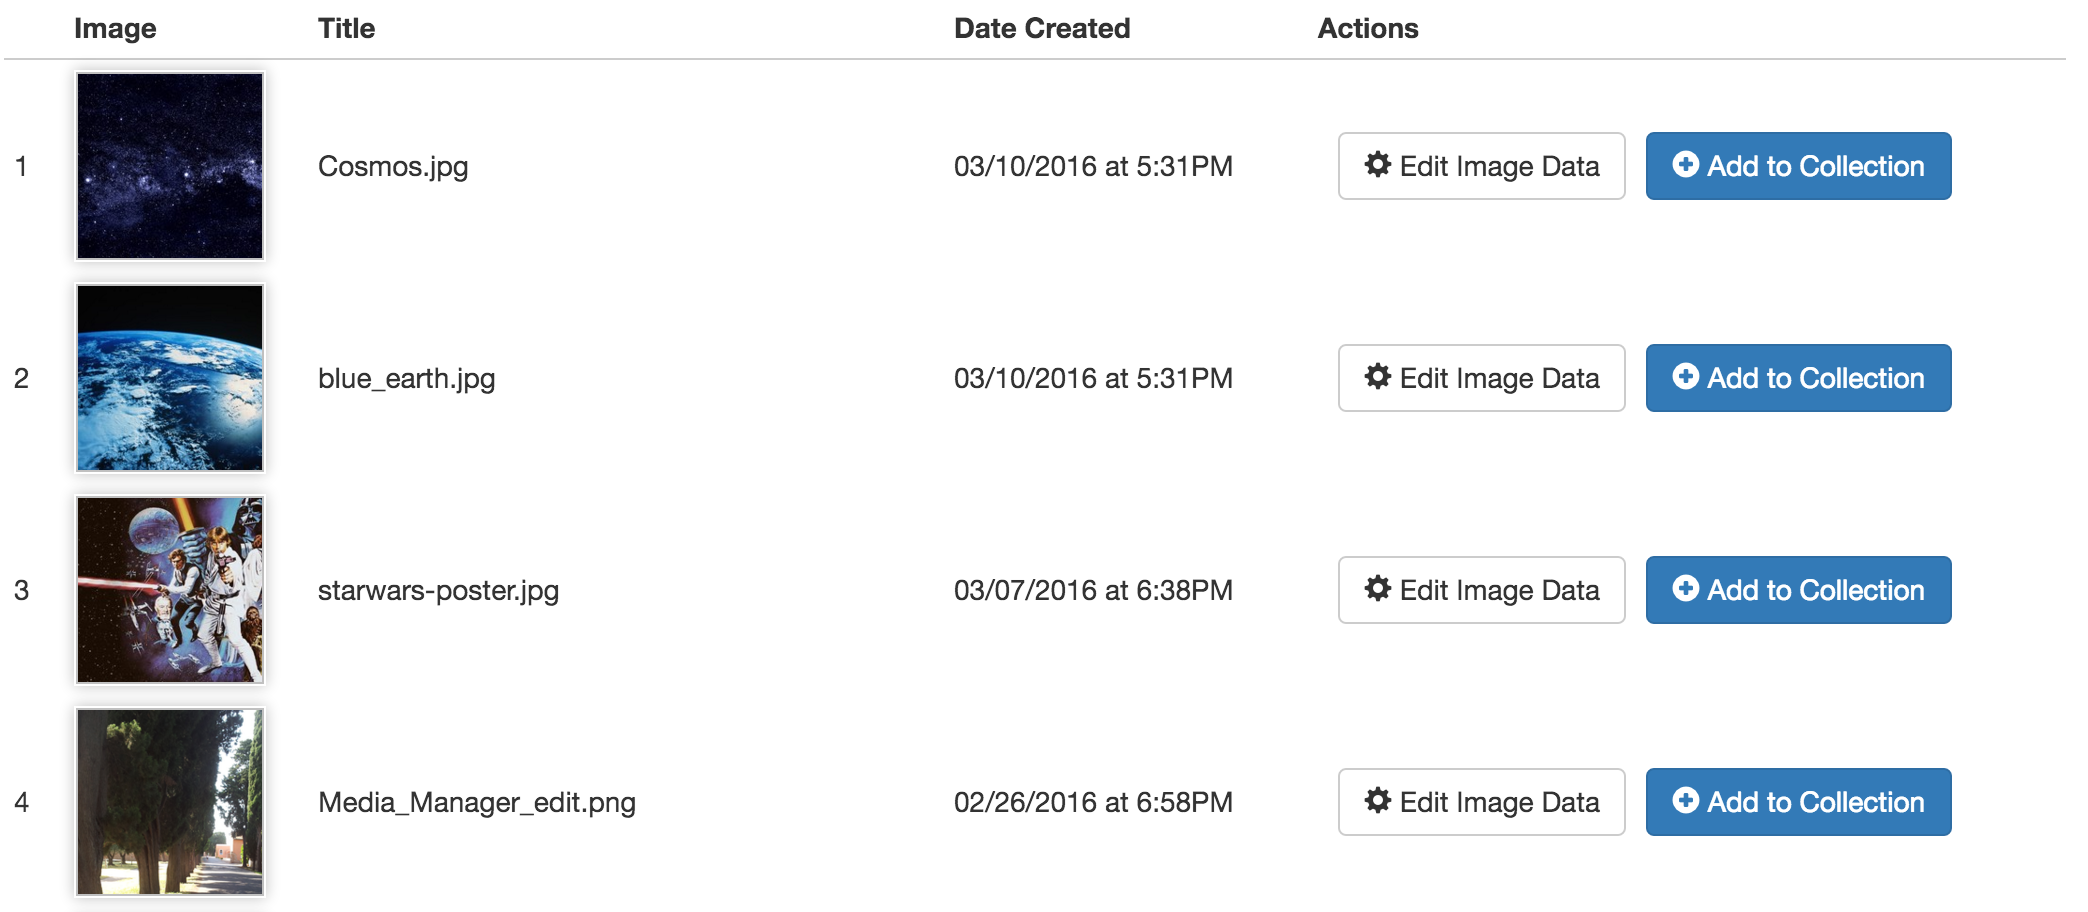 Image Title Date Created Actions
1 Cosmos.jpg 03/10/2016 at 5:31PM Edit Image Data Add to Collection
2 blue_earth.jpg 03/10/2016 at 5:31PM Edit Image Data Add to Collection
3 starwars-poster.jpg 03/07/2016 at 6:38PM Edit Image Data Add to Collection
4 Media_Manager_edit.png 02/26/2016 at 6:58PM Edit Image Data Add to Collection